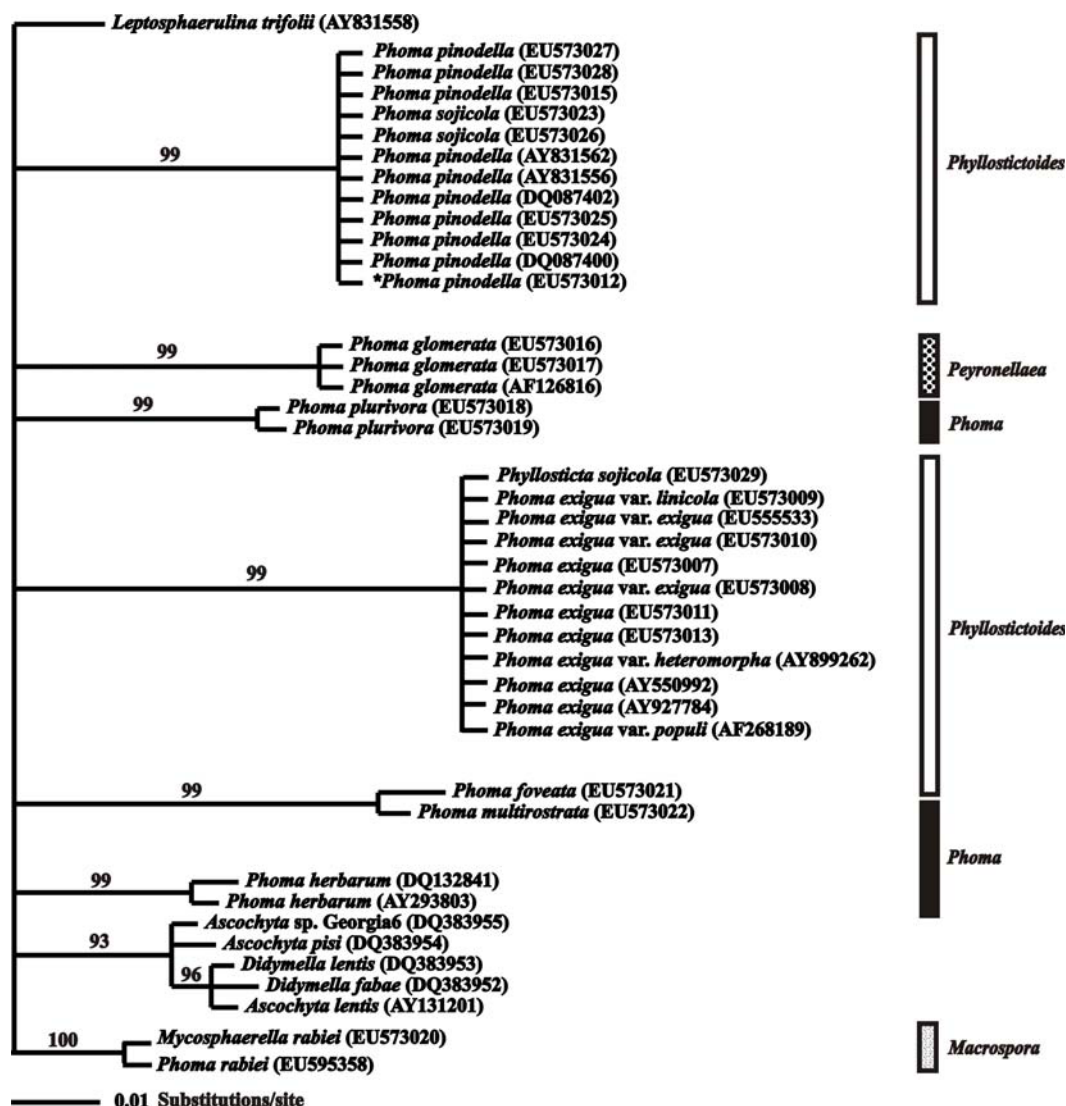 Leptosphaerulina trifolii (AY831558)
Phoma pinodella (EU573027)
Phoma pinodella (EU573028)
Phoma pinodella (EU573015)
Phoma sojicola (EU573023)
Phoma sojicola (EU573026)
99
Phoma pinodella (AY831562)
Phoma pinodella (AY831556)
Phoma pinodella (DQ087402)
Phoma pinodella (EU573025)
Phoma pinodella (EU573024)
Phoma pinodella (DQ087400)
*Phoma pinodella (EU573012)
Phyllostictoides
99
Phoma glomerata (EU573016)
Phoma glomerata (EU573017)
Phoma glomerata (AF126816)
Peyronellaea
99
Phoma plurivora (EU573018)
Phoma plurivora (EU573019)
Phoma
Phyllosticta sojicola (EU573029)
Phoma exigua var. linicola (EU573009)
Phoma exigua var. exigua (EU555533)
Phoma exigua var. exigua (EU573010)
Phoma exigua (EU573007)
99
Phoma exigua var. exigua (EU573008)
Phoma exigua (EU573011)
Phoma exigua (EU573013)
Phoma exigua var. heteromorpha (AY899262)
Phoma exigua (AY550992)
Phoma exigua (AY927784)
Phoma exigua var. populi (AF268189)
Phyllostictoides
99
Phoma foveata (EU573021)
Phoma multirostrata (EU573022)
Phoma
99
Phoma herbarum (DQ132841)
Phoma herbarum (AY293803)
93
Ascochyta sp. Georgia6 (DQ383955)
Ascochyta pisi (DQ383954)
96
Didymella lentis (DQ383953)
Didymella fabae (DQ383952)
Ascochyta lentis (AY131201)
100
Mycosphaerella rabiei (EU573020)
Phoma rabiei (EU595358)
Macrospora
0.01 Substitutions/site